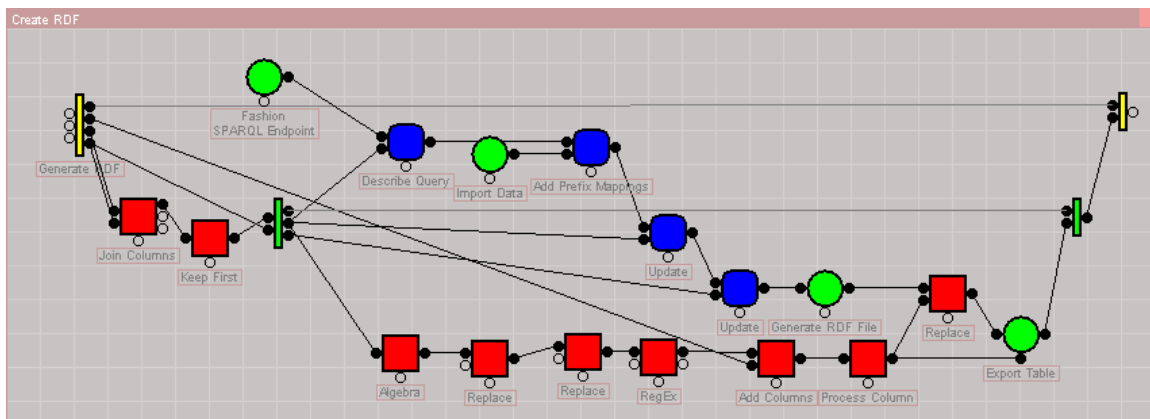 Create RDF
Fashion
SPARQL Endpoint
Generate RDF
Describe Query
Import Data
Add Prefix Mappings
Join Columns
Keep First
Update
Update
Generate RDF File
Replace
Export Table
Algebra
Replace
Replace
RegEx
Add Columns
Process Column